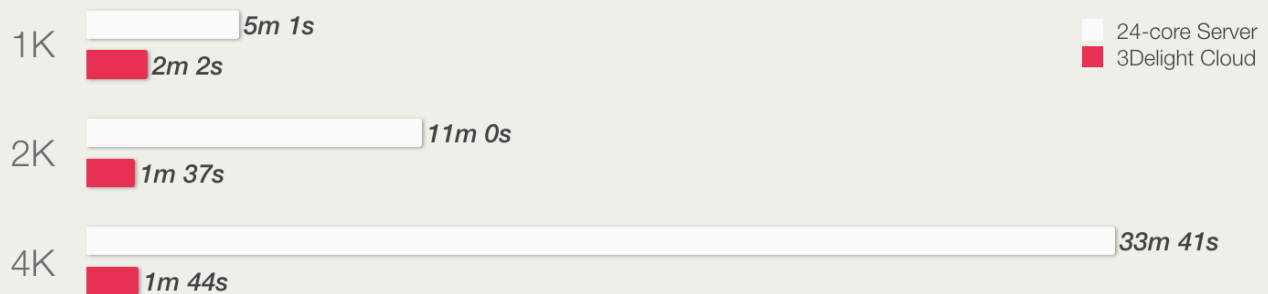 1K
5m 1s
2m 2s
24-core Server
3Delight Cloud
2K
11m 0s
1m 37s
4K
33m 41s
1m 44s